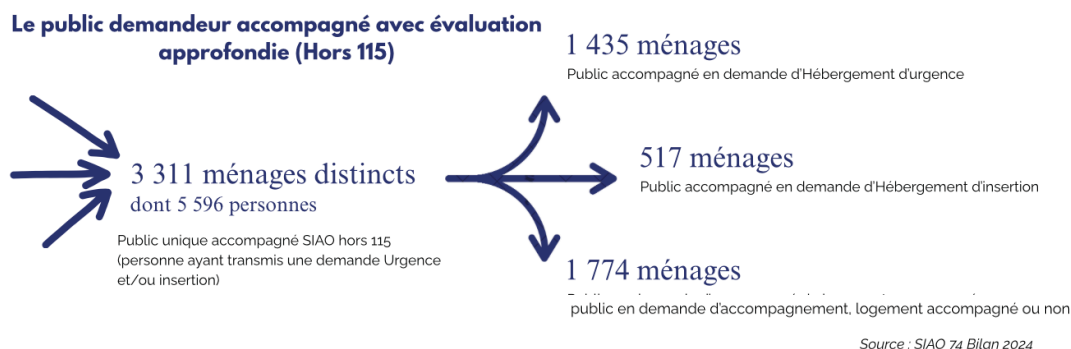 Le public demandeur accompagné avec évaluation
approfondie (Hors 115)
3 311 ménages distincts
dont 5 596 personnes
Public unique accompagné SIAO hors 115
(personne ayant transmis une demande Urgence
et/ou insertion)
1 435 ménages
Public accompagné en demande d'Hébergement d'urgence
517 ménages
Public accompagné en demande d'Hébergement d'insertion
1 774 ménages
public en demande d'accompagnement, logement accompagné ou non
Source : SIAO 74 Bilan 2024